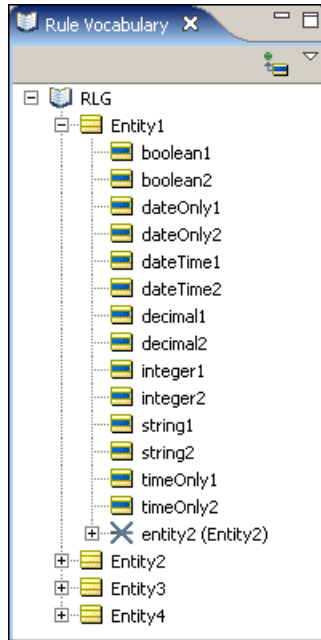 Rule Vocabulary
RLG
Entity1
boolean1
boolean2
dateOnly1
dateOnly2
dateTime1
dateTime2
decimal1
decimal2
integer1
integer2
string1
string2
timeOnly1
timeOnly2
entity2 (Entity2)
Entity2
Entity3
Entity4